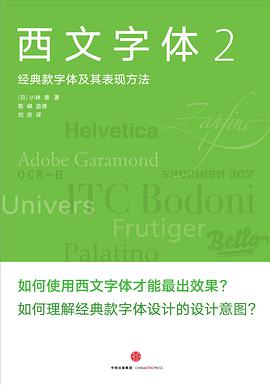 西文字体 2
经典款字体及其表现方法
[日] 小林 章 著
陈 嵘 监修
刘 庆 译
Helvetica
Zapfino
Adobe Garamond
OCR-B
SHURIKEN BOY
ITC Bodoni
Univers
Frutiger
Palatino
Bello
如何使用西文字体才能最出效果?
如何理解经典款字体设计的设计意图?
中信出版集团 | CHINACITICPRESS